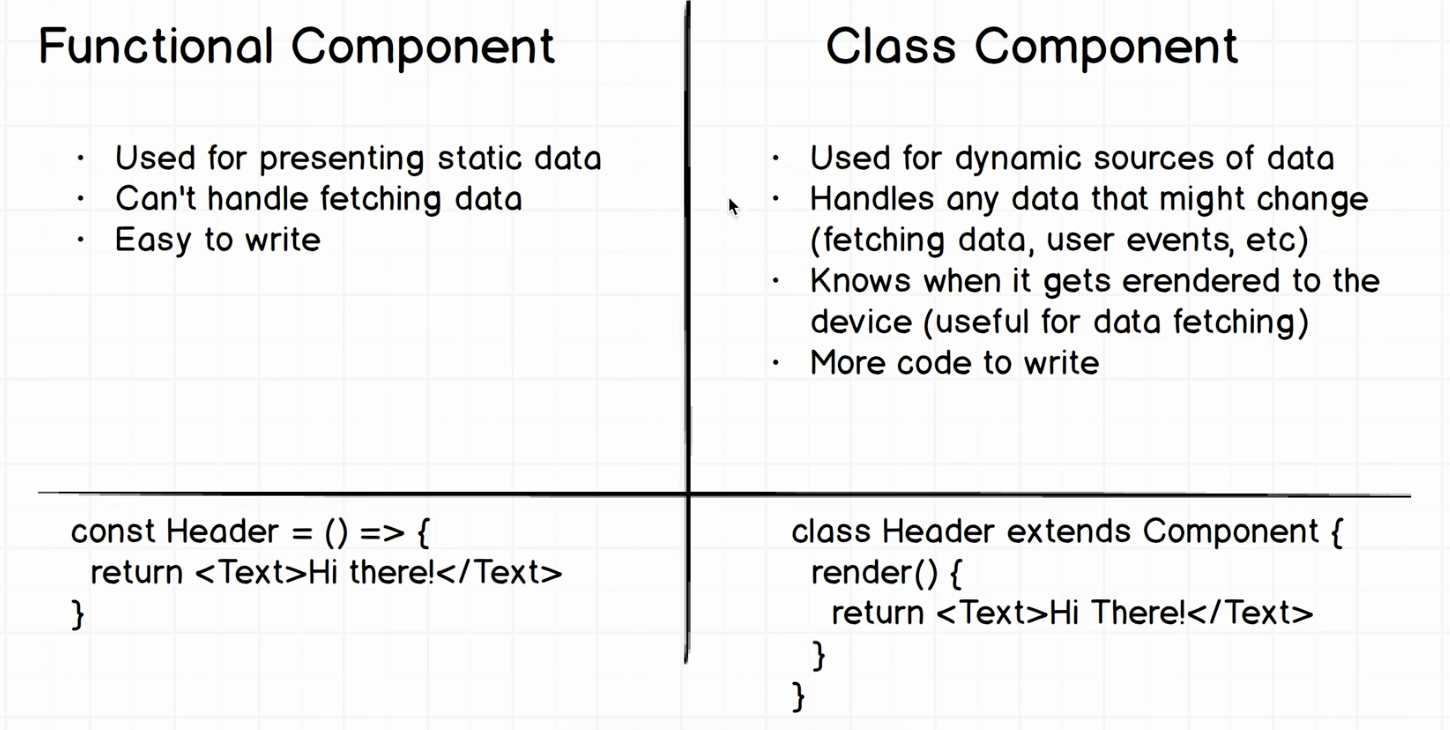 Functional Component
· Used for presenting static data
· Can't handle fetching data
· Easy to write
const Header = () => {
return <Text>Hi there!</Text>
}
Class Component
· Used for dynamic sources of data
· Handles any data that might change
(fetching data, user events, etc)
· Knows when it gets erendered to the
device (useful for data fetching)
· More code to write
class Header extends Component {
render() {
return <Text>Hi There!</Text>
}
}